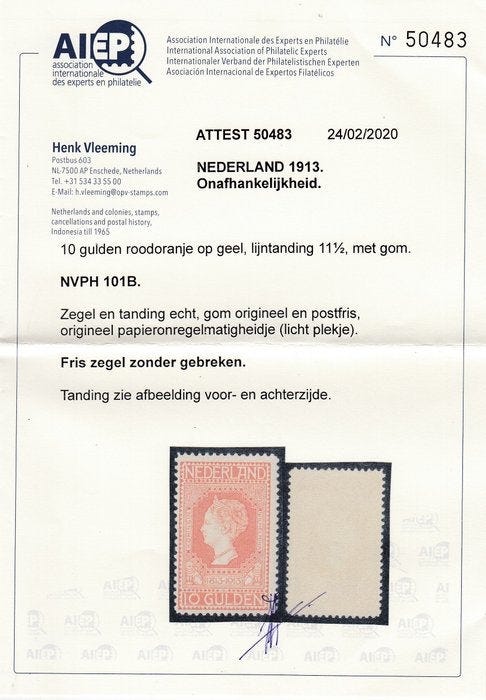 AIEP
association
internationale
des experts en philatélie
Association Internationale des Experts en Philatélie
International Association of Philatelic Experts
Internationaler Verband der Philatelistischen Experten
Asociación Internacional de Expertos Filatélicos
N° 50483
ATTEST 50483 24/02/2020
Henk Vleeming
Postbus 603
NL-7500 AP Enschede, Netherlands
Tel. +31 534 33 55 00
E-Mail: h.vleeming@opv-stamps.com
Netherlands and colonies, stamps,
cancellations and postal history,
Indonesia till 1965
NEDERLAND 1913.
Onafhankelijkheid.
10 gulden roodoranje op geel, lijntanding 11½, met gom.
NVPH 101B.
Zegel en tanding echt, gom origineel en postfris,
origineel papieronregelmatigheidje (licht plekje).
Fris zegel zonder gebreken.
Tanding zie afbeelding voor- en achterzijde.
NEDERLAND
1813-1913
10 GULDEN